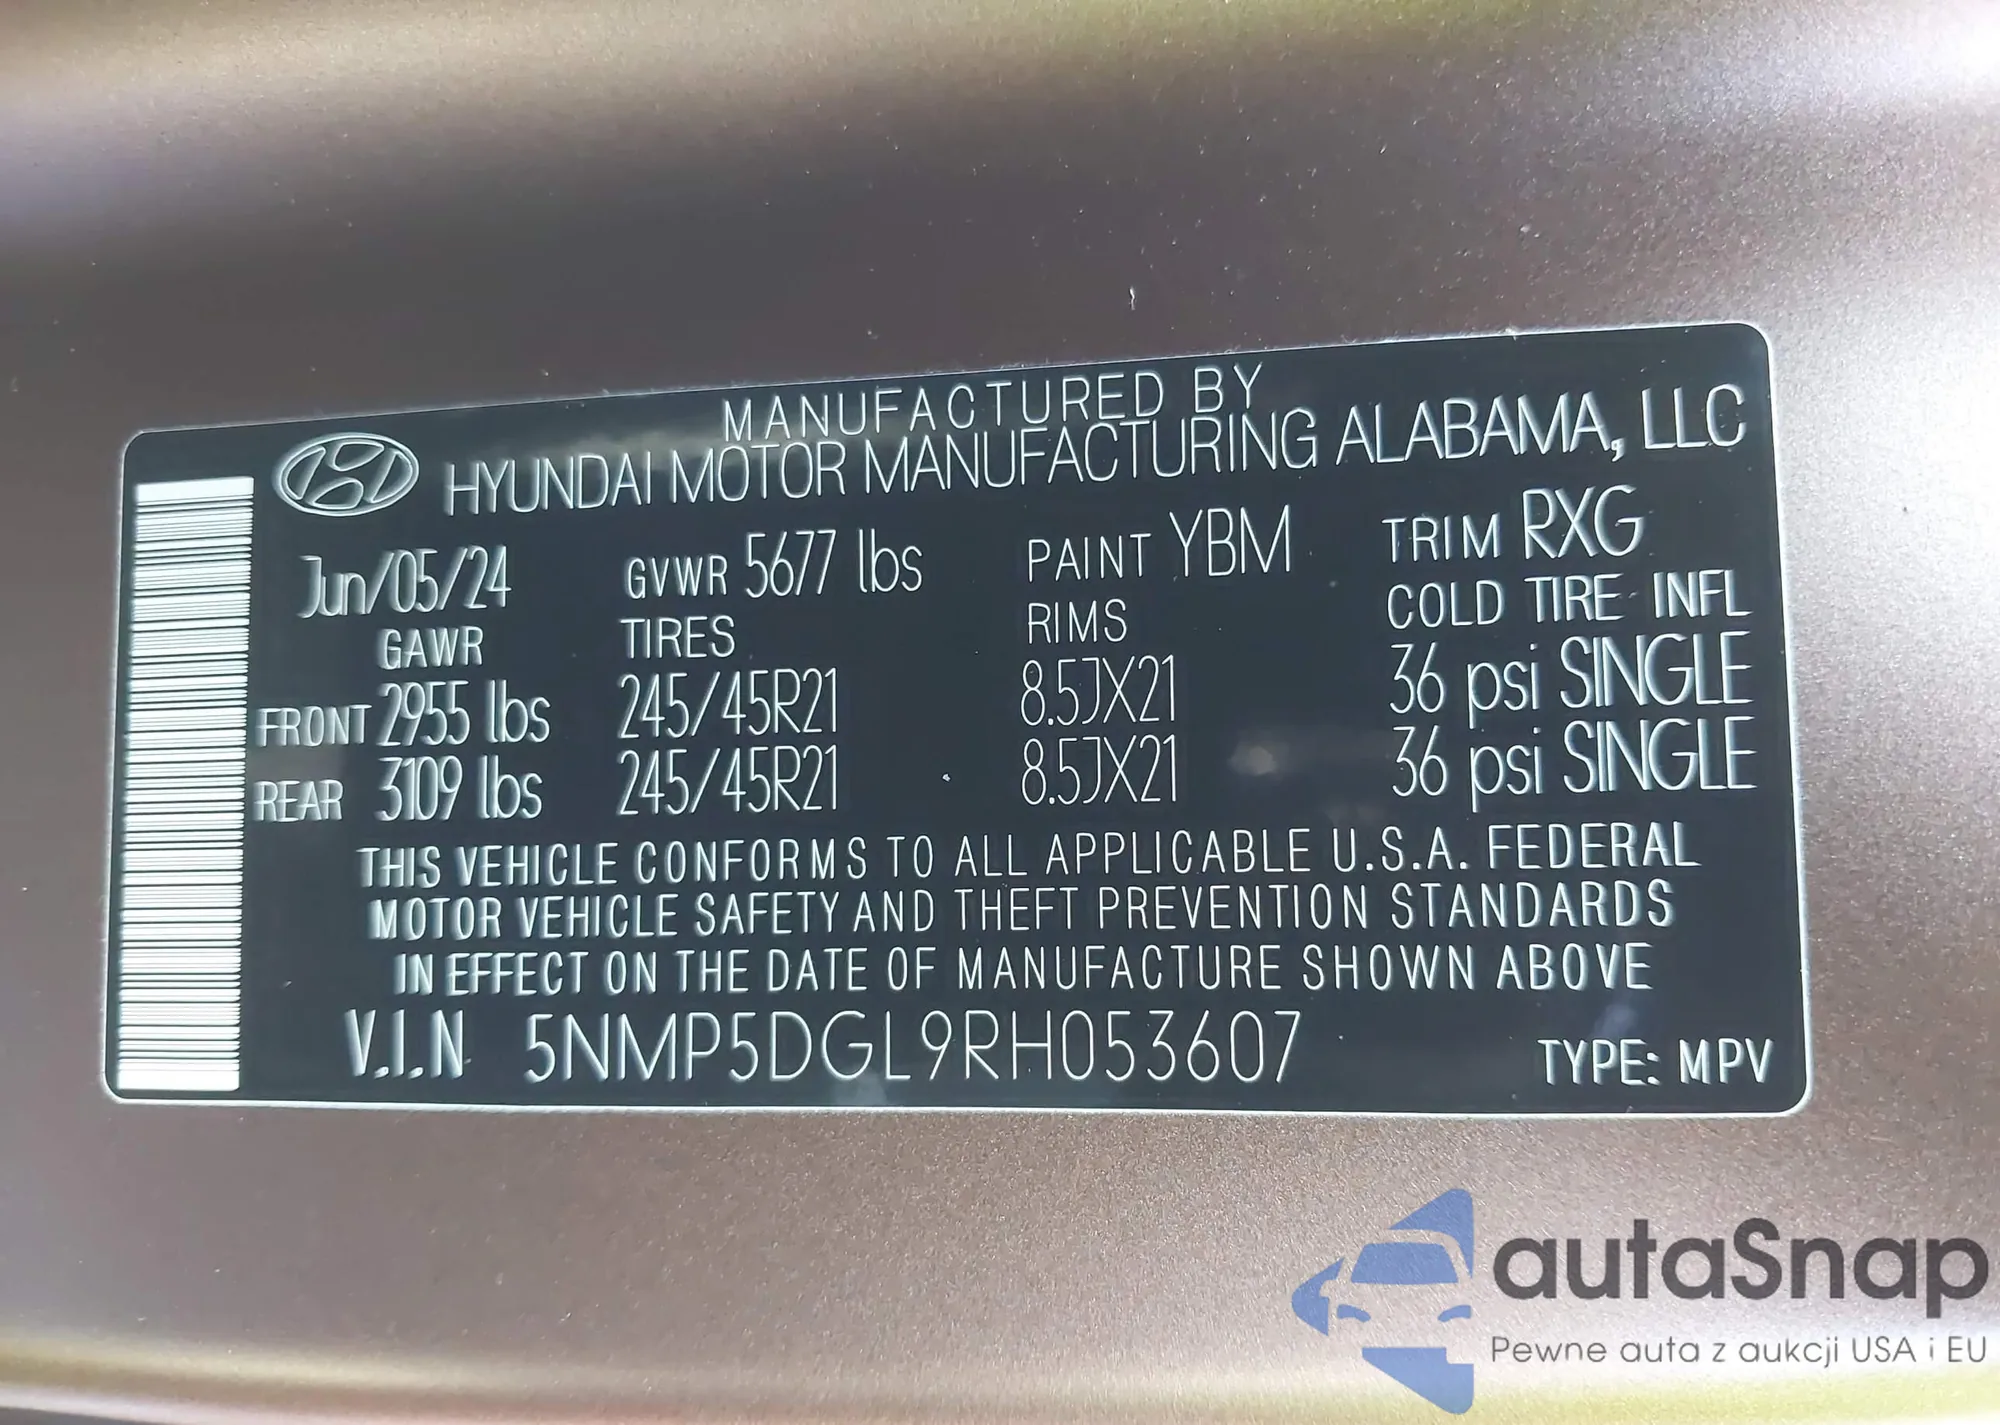 MANUFACTURED BY
HYUNDAI MOTOR MANUFACTURING ALABAMA, LLC
Jun/05/24 GVWR 5677 lbs PAINT YBM TRIM RXG
GAWR TIRES RIMS COLD TIRE INFL
FRONT 2955 lbs 245/45R21 8.5JX21 36 psi SINGLE
REAR 3109 lbs 245/45R21 8.5JX21 36 psi SINGLE
THIS VEHICLE CONFORMS TO ALL APPLICABLE U.S.A. FEDERAL
MOTOR VEHICLE SAFETY AND THEFT PREVENTION STANDARDS
IN EFFECT ON THE DATE OF MANUFACTURE SHOWN ABOVE
V.I.N 5NMP5DGL9RH053607 TYPE: MPV
autaSnap
Pewne auta z aukcji USA i EU